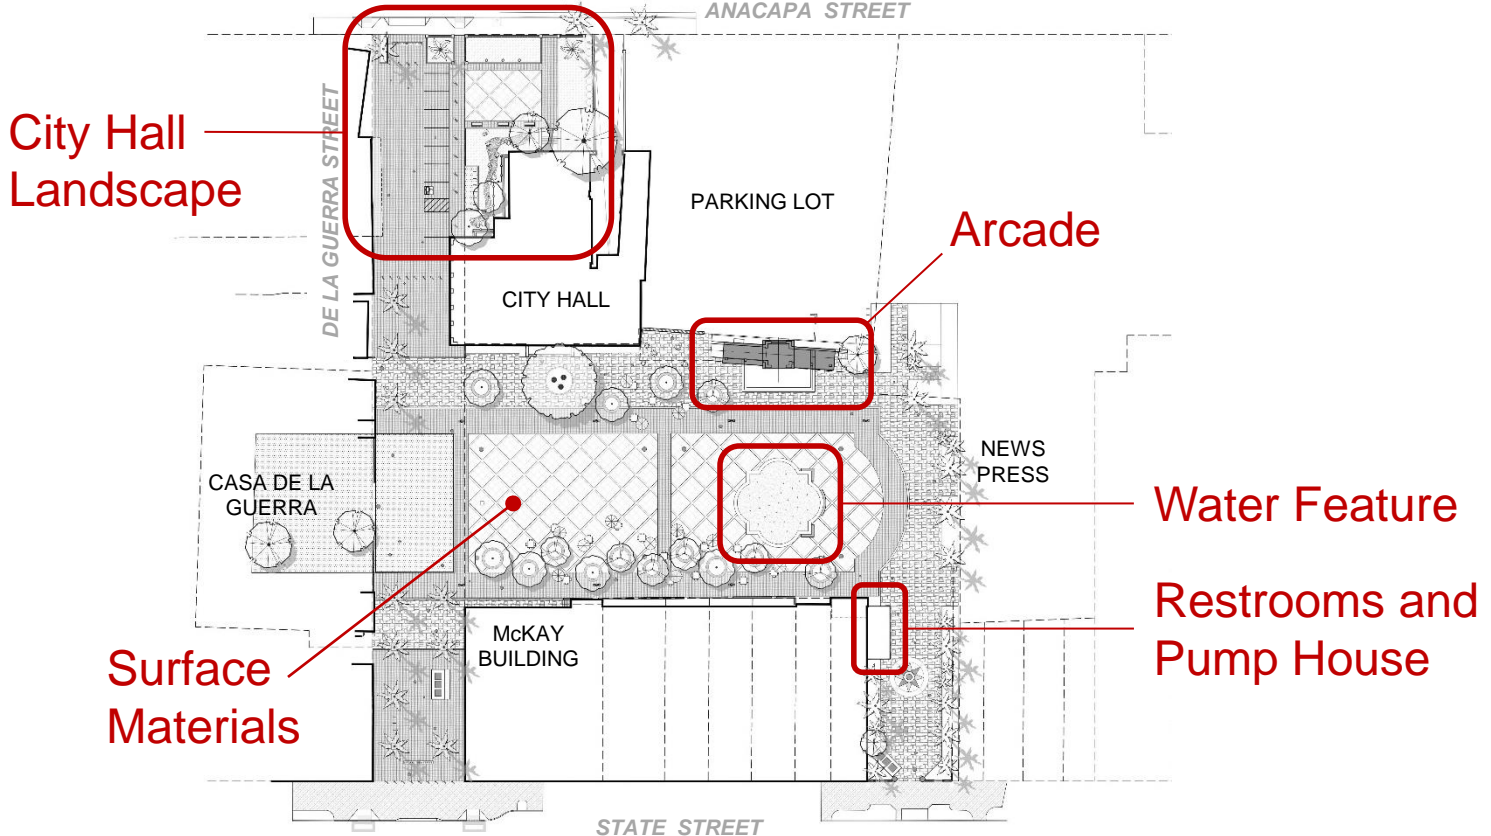 ANACAPA STREET
City Hall
Landscape
DE LA GUERRA STREET
PARKING LOT
Arcade
CITY HALL
CASA DE LA
GUERRA
NEWS
PRESS
Water Feature
Restrooms and
Pump House
McKAY
BUILDING
Surface
Materials
STATE STREET